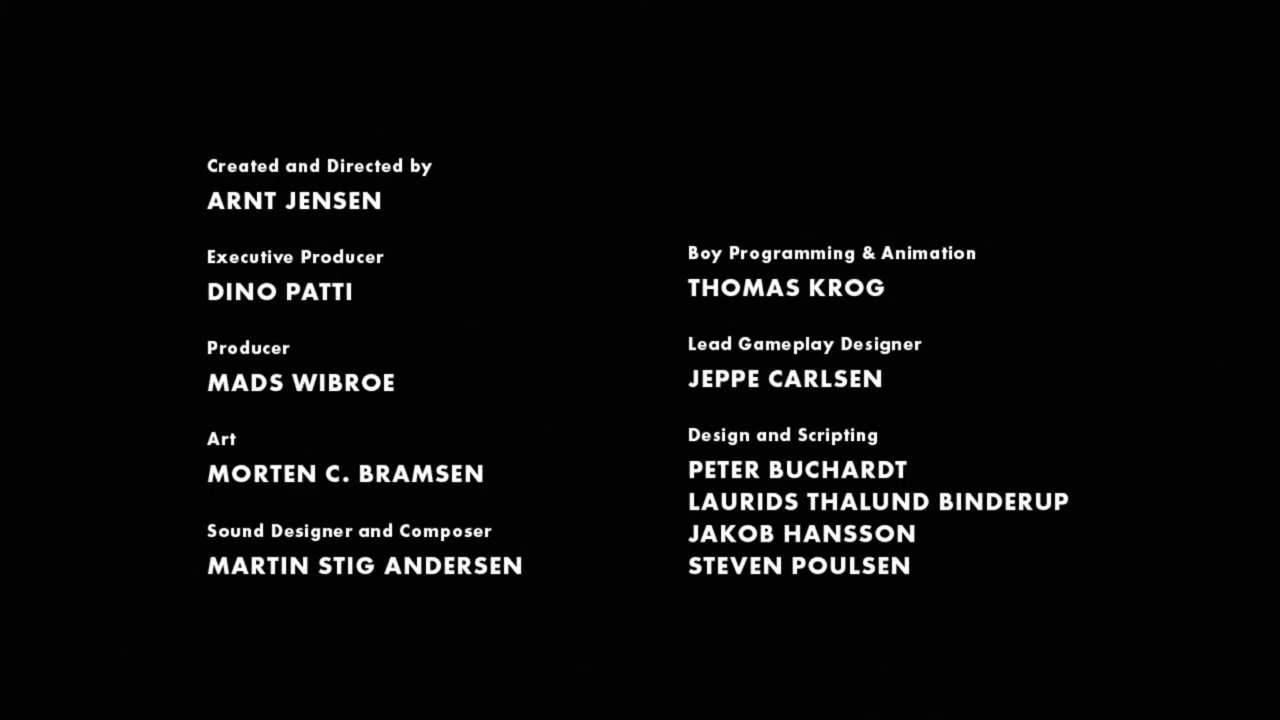 Created and Directed by
ARNT JENSEN
Executive Producer
DINO PATTI
Producer
MADS WIBROE
Art
MORTEN C. BRAMSEN
Sound Designer and Composer
MARTIN STIG ANDERSEN
Boy Programming & Animation
THOMAS KROG
Lead Gameplay Designer
JEPPE CARLSEN
Design and Scripting
PETER BUCHARDT
LAURIDS THALUND BINDERUP
JAKOB HANSSON
STEVEN POULSEN